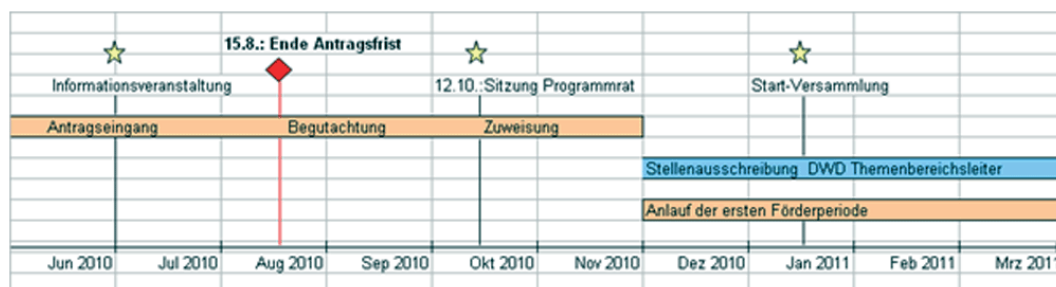 15.8.: Ende Antragsfrist
Informationsveranstaltung
12.10.:Sitzung Programmrat
Start-Versammlung
Antragseingang
Begutachtung
Zuweisung
Stellenausschreibung DWD Themenbereichsleiter
Anlauf der ersten Förderperiode
Jun 2010
Jul 2010
Aug 2010
Sep 2010
Okt 2010
Nov 2010
Dez 2010
Jan 2011
Feb 2011
Mrz 201